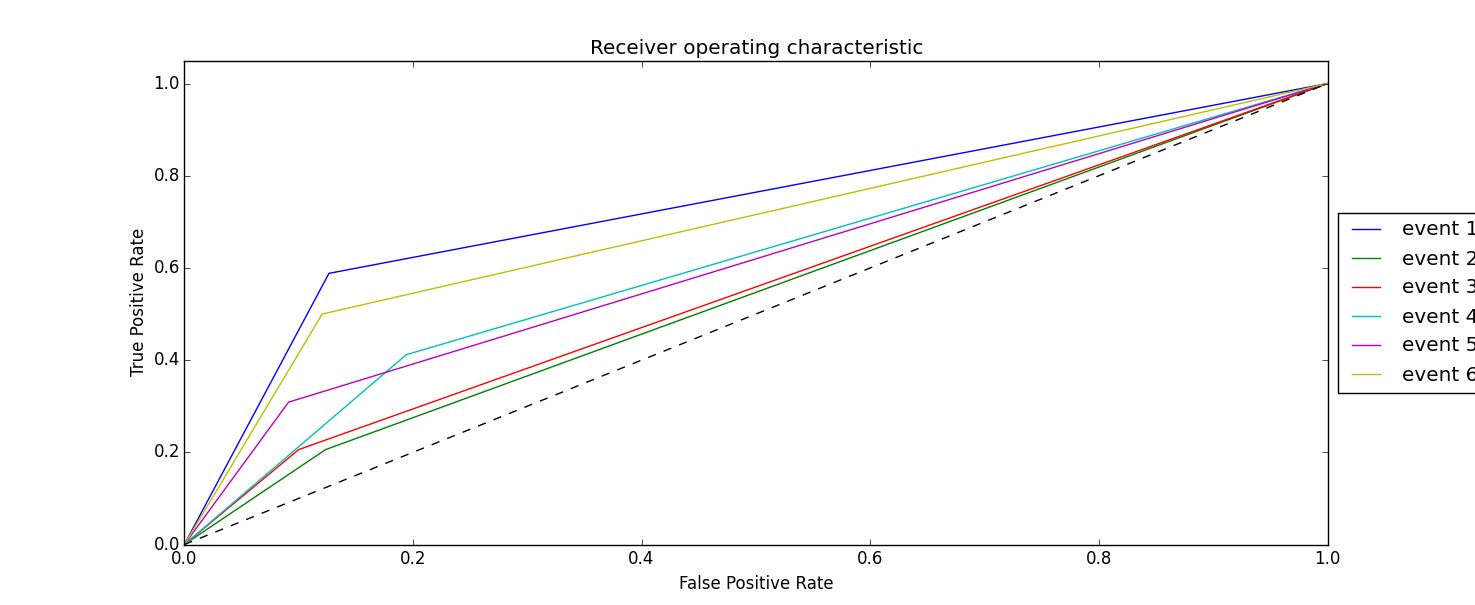 Receiver operating characteristic
1.0
0.8
0.6
0.4
0.2
0.0
True Positive Rate
0.0 0.2 0.4 0.6 0.8 1.0
False Positive Rate
event 1
event 2
event 3
event 4
event 5
event 6